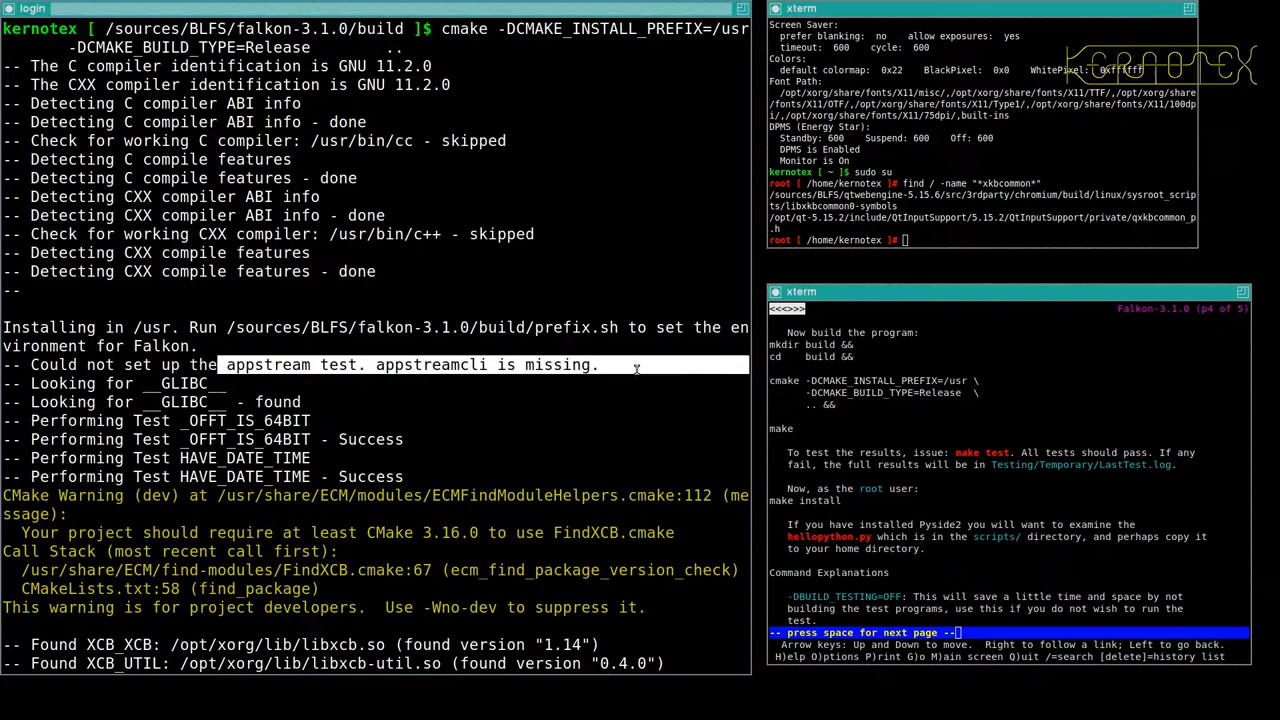 login
kernotex [ /sources/BLFS/falkon-3.1.0/build ]$ cmake -DCMAKE_INSTALL_PREFIX=/usr
-DCMAKE_BUILD_TYPE=Release        ..
-- The C compiler identification is GNU 11.2.0
-- The CXX compiler identification is GNU 11.2.0
-- Detecting C compiler ABI info
-- Detecting C compiler ABI info - done
-- Check for working C compiler: /usr/bin/cc - skipped
-- Detecting C compile features
-- Detecting C compile features - done
-- Detecting CXX compiler ABI info
-- Detecting CXX compiler ABI info - done
-- Check for working CXX compiler: /usr/bin/c++ - skipped
-- Detecting CXX compile features
-- Detecting CXX compile features - done
--
Installing in /usr. Run /sources/BLFS/falkon-3.1.0/build/prefix.sh to set the en
vironment for Falkon.
-- Could not set up the appstream test. appstreamcli is missing.
-- Looking for __GLIBC__
-- Looking for __GLIBC__ - found
-- Performing Test _OFFT_IS_64BIT
-- Performing Test _OFFT_IS_64BIT - Success
-- Performing Test HAVE_DATE_TIME
-- Performing Test HAVE_DATE_TIME - Success
CMake Warning (dev) at /usr/share/ECM/modules/ECMFindModuleHelpers.cmake:112 (me
ssage):
Your project should require at least CMake 3.16.0 to use FindXCB.cmake
Call Stack (most recent call first):
/usr/share/ECM/find-modules/FindXCB.cmake:67 (ecm_find_package_version_check)
CMakeLists.txt:58 (find_package)
This warning is for project developers.  Use -Wno-dev to suppress it.
-- Found XCB_XCB: /opt/xorg/lib/libxcb.so (found version "1.14")
-- Found XCB_UTIL: /opt/xorg/lib/libxcb-util.so (found version "0.4.0")
xterm
Screen Saver:
prefer blanking:  no    allow exposures:  yes
timeout:  600    cycle:  600
Colors:
default colormap: 0x22    BlackPixel: 0x0    WhitePixel: 0xffffff
Font Path:
/opt/xorg/share/fonts/X11/misc/,/opt/xorg/share/fonts/X11/TTF/,/opt/xorg/share
/fonts/X11/OTF/,/opt/xorg/share/fonts/X11/Type1/,/opt/xorg/share/fonts/X11/100dp
i/,/opt/xorg/share/fonts/X11/75dpi/,built-ins
DPMS (Energy Star):
Standby: 600    Suspend: 600    Off: 600
DPMS is Enabled
Monitor is On
kernotex [ ~ ]$ sudo su
root [ /home/kernotex ]# find / -name "*xkbcommon*"
/sources/BLFS/qtwebengine-5.15.6/src/3rdparty/chromium/build/linux/sysroot_scrip
ts/libxkbcommon0-symbols
/opt/qt-5.15.2/include/QtInputSupport/5.15.2/QtInputSupport/private/qxkbcommon_p
.h
root [ /home/kernotex ]#
KERNOTEX
xterm
<<<>>>
Falkon-3.1.0 (p4 of 5)
Now build the program:
mkdir build &&
cd    build &&
cmake -DCMAKE_INSTALL_PREFIX=/usr \
-DCMAKE_BUILD_TYPE=Release  \
.. &&
make
To test the results, issue: make test. All tests should pass. If any
fail, the full results will be in Testing/Temporary/LastTest.log.
Now, as the root user:
make install
If you have installed Pyside2 you will want to examine the
hellopython.py which is in the scripts/ directory, and perhaps copy it
to your home directory.
Command Explanations
-DBUILD_TESTING=OFF: This will save a little time and space by not
building the test programs, use this if you do not wish to run the
test.
-- press space for next page --
Arrow keys: Up and Down to move.  Right to follow a link; Left to go back.
H)elp O)ptions P)rint G)o M)ain screen Q)uit /=search [delete]=history list